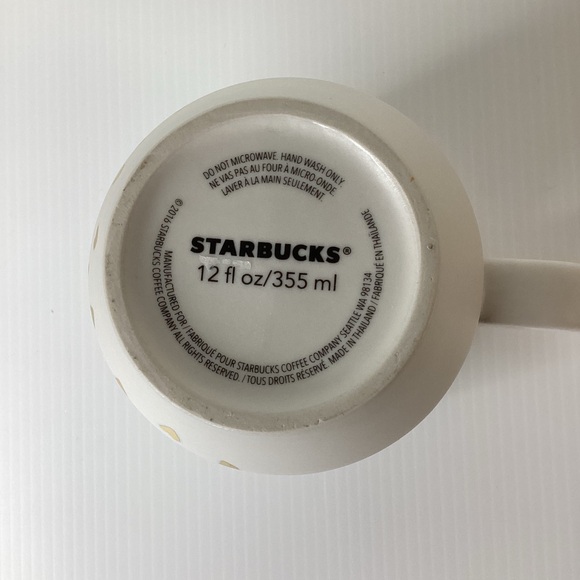 DO NOT MICROWAVE. HAND WASH ONLY.
NE VAS PAS AU FOUR À MICRO-ONDE.
LAVER À LA MAIN SEULEMENT.
STARBUCKS®
12 fl oz/355 ml
© 2016 STARBUCKS COFFEE COMPANY ALL RIGHTS RESERVED. / TOUS DROITS RÉSERVÉ. MADE IN THAILAND / FABRIQUÉ EN THAÏLANDE
MANUFACTURED FOR / FABRIQUÉ POUR STARBUCKS COFFEE COMPANY SEATTLE WA 98134